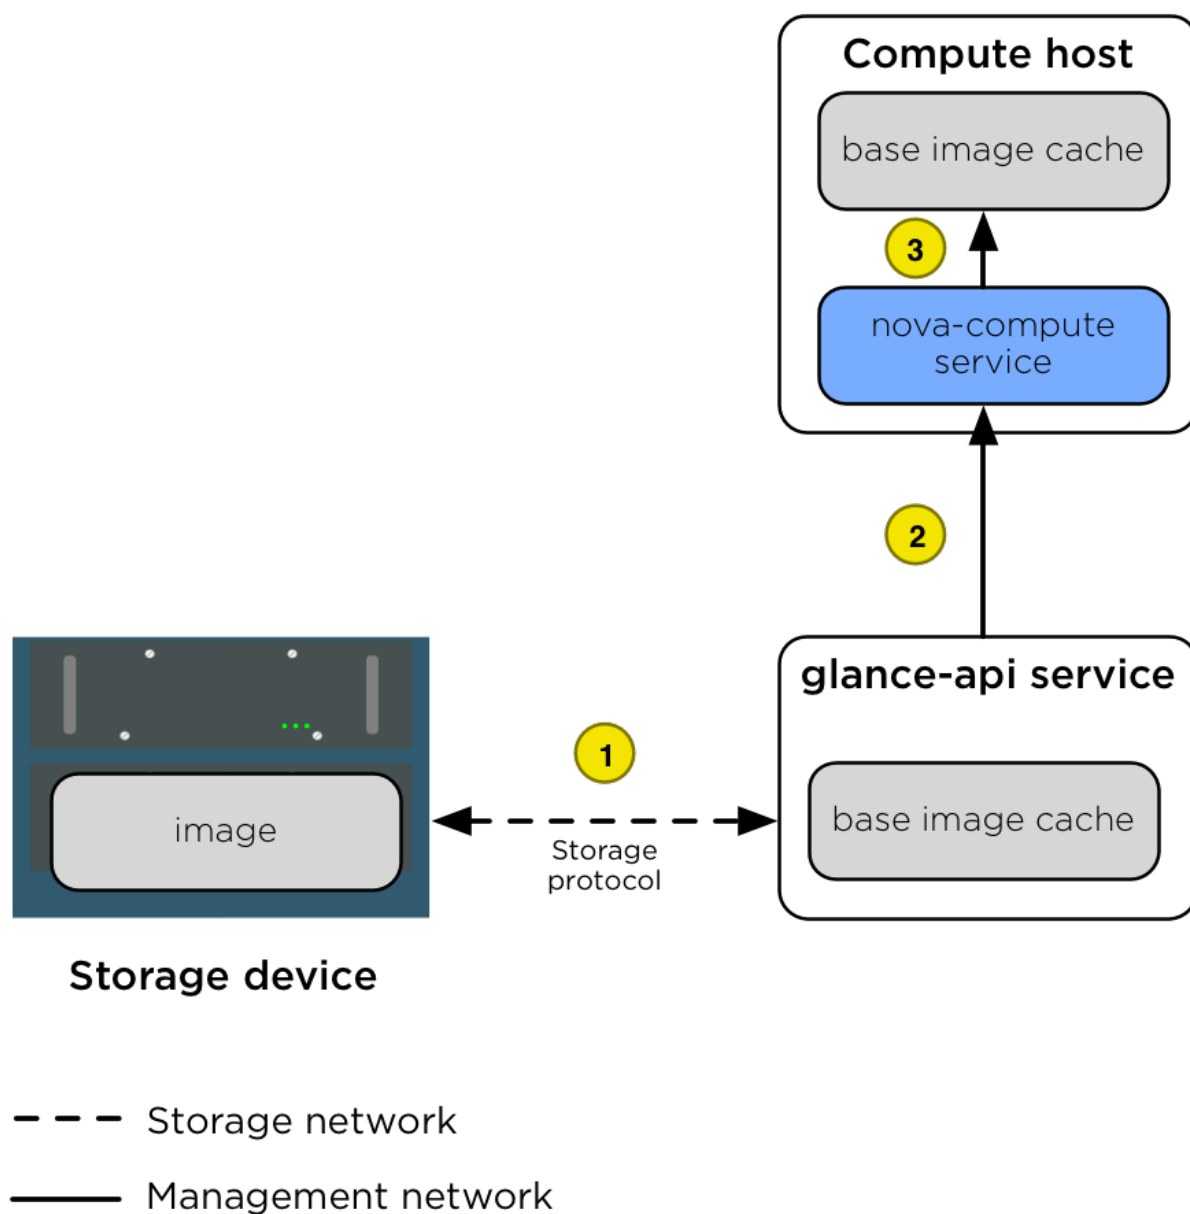 Compute host
base image cache
3
nova-compute
service
2
glance-api service
1
image
base image cache
Storage
protocol
Storage device
Storage network
Management network